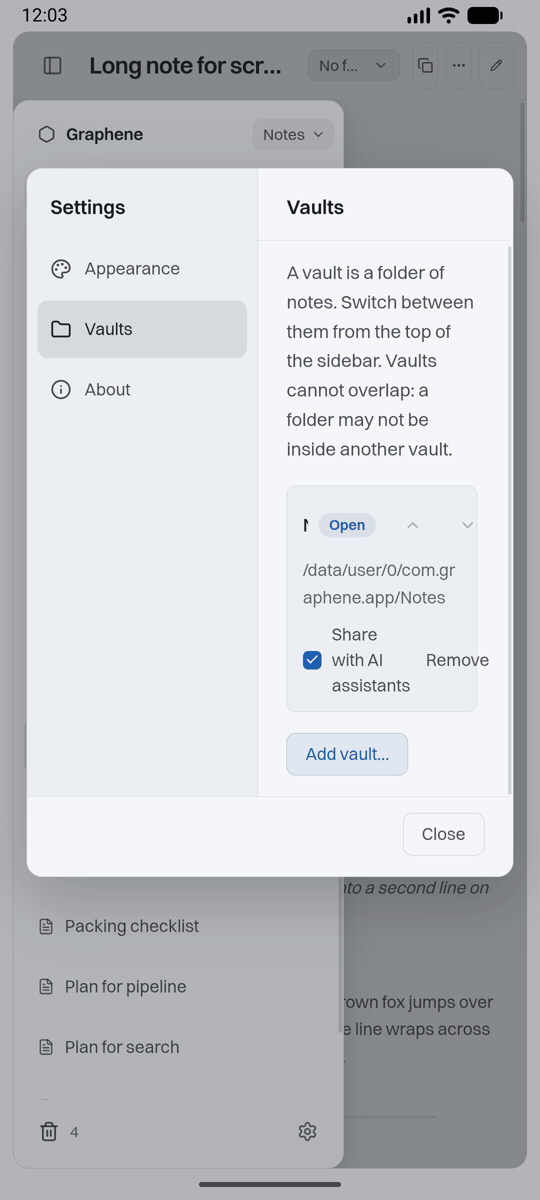 12:03
Long note for scr...
No f...
Graphene
Notes
Settings
Appearance
Vaults
About
Vaults
A vault is a folder of
notes. Switch between
them from the top of
the sidebar. Vaults
cannot overlap: a
folder may not be
inside another vault.
Open
/data/user/0/com.gr
aphene.app/Notes
Share
with AI
assistants
Remove
Add vault...
Close
into a second line on
Packing checklist
Plan for pipeline
rown fox jumps over
e line wraps across
Plan for search
4